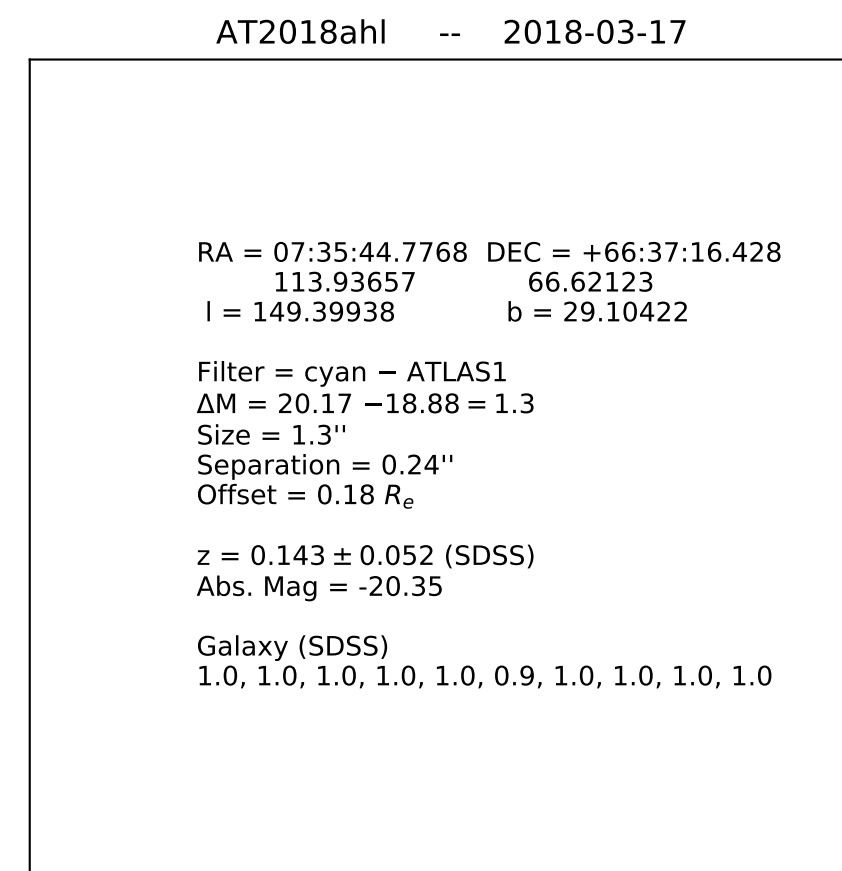 AT2018ahl -- 2018-03-17
RA = 07:35:44.7768 DEC = +66:37:16.428
113.93657 66.62123
l = 149.39938 b = 29.10422
Filter = cyan − ATLAS1
ΔM = 20.17 −18.88 = 1.3
Size = 1.3''
Separation = 0.24''
Offset = 0.18 Rₑ
z = 0.143 ± 0.052 (SDSS)
Abs. Mag = -20.35
Galaxy (SDSS)
1.0, 1.0, 1.0, 1.0, 1.0, 0.9, 1.0, 1.0, 1.0, 1.0